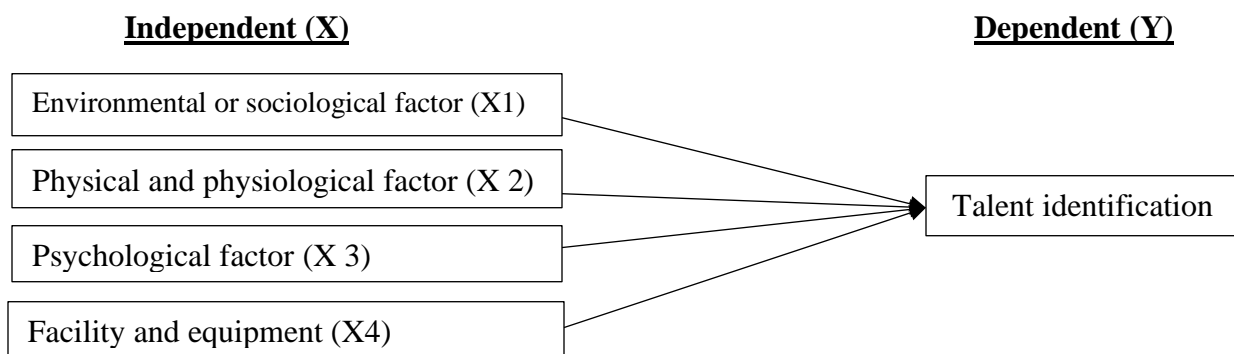 Independent (X)
Dependent (Y)
Environmental or sociological factor (X1)
Physical and physiological factor (X 2)
Psychological factor (X 3)
Facility and equipment (X4)
Talent identification